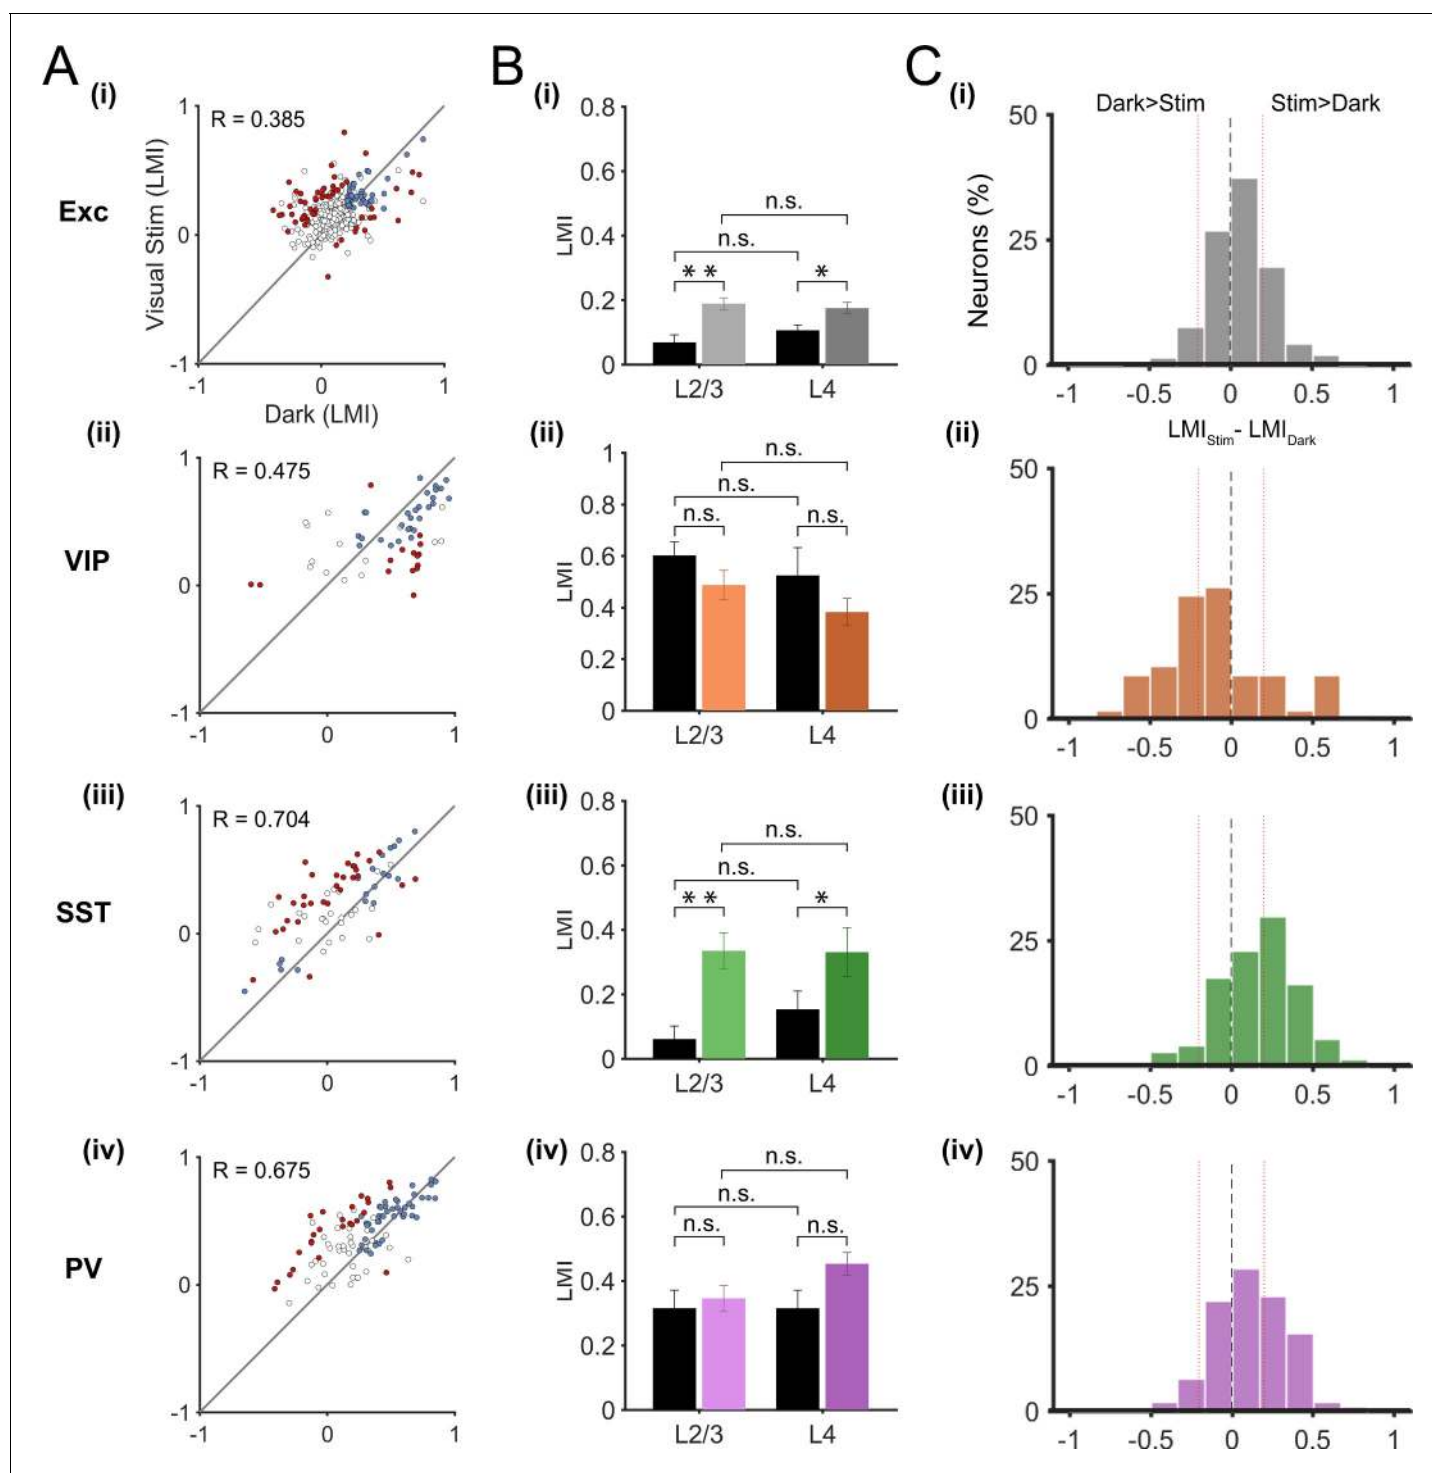 A
B
C
(i)
(i)
(i)
Exc
R = 0.385
1
0
-1
-1
0
1
Visual Stim (LMI)
Dark (LMI)
0.8
0.6
0.4
0.2
0
LMI
n.s.
n.s.
* *
*
L2/3
L4
Dark>Stim
Stim>Dark
50
25
0
Neurons (%)
-1
-0.5
0
0.5
1
LMIStim- LMIDark
(ii)
(ii)
(ii)
VIP
R = 0.475
1
0
-1
-1
0
1
1
0.8
0.6
0.4
0.2
0
LMI
n.s.
n.s.
n.s.
n.s.
L2/3
L4
50
25
0
-1
-0.5
0
0.5
1
(iii)
(iii)
(iii)
SST
R = 0.704
1
0
-1
-1
0
1
0.8
0.6
0.4
0.2
0
LMI
n.s.
n.s.
* *
*
L2/3
L4
50
25
0
-1
-0.5
0
0.5
1
(iv)
(iv)
(iv)
PV
R = 0.675
1
0
-1
-1
0
1
0.8
0.6
0.4
0.2
0
LMI
n.s.
n.s.
n.s.
n.s.
L2/3
L4
50
25
0
-1
-0.5
0
0.5
1